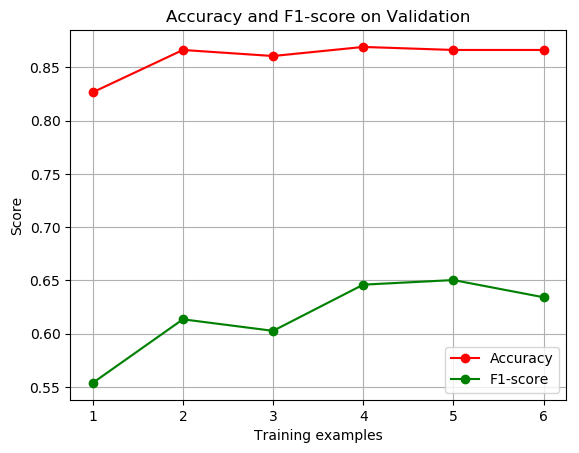 Accuracy and F1-score on Validation
0.85
0.80
0.75
0.70
0.65
0.60
0.55
Score
Accuracy
F1-score
1 2 3 4 5 6
Training examples